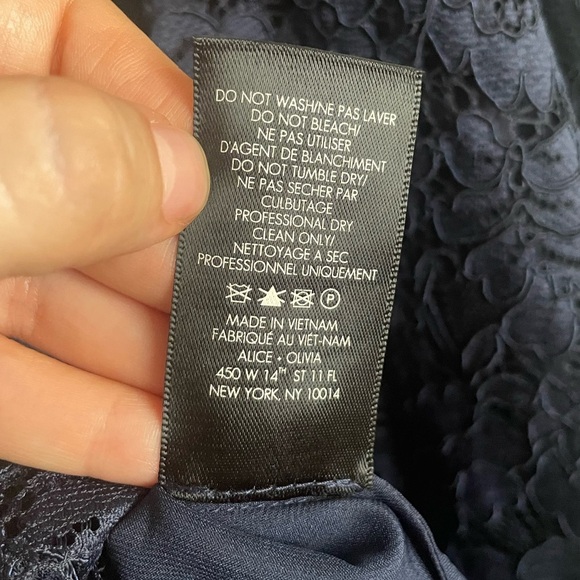 DO NOT WASH/NE PAS LAVER
DO NOT BLEACH/
NE PAS UTILISER
D'AGENT DE BLANCHIMENT
DO NOT TUMBLE DRY/
NE PAS SECHER PAR
CULBUTAGE
PROFESSIONAL DRY
CLEAN ONLY/
NETTOYAGE A SEC
PROFESSIONNEL UNIQUEMENT
P
MADE IN VIETNAM
FABRIQUÉ AU VIÊT-NAM
ALICE + OLIVIA
450 W 14TH ST 11 FL
NEW YORK, NY 10014